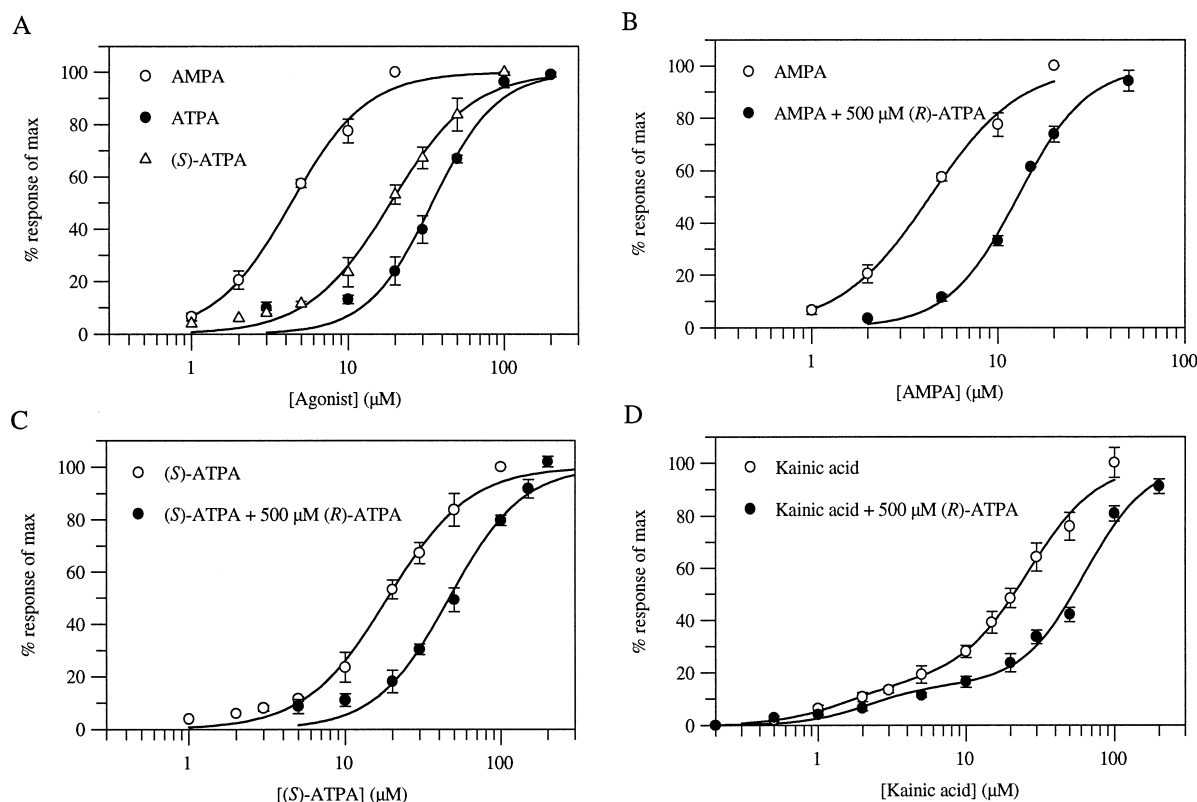 A
100
80
60
40
20
0
% response of max
AMPA
ATPA
(S)-ATPA
1
10
100
[Agonist] (μM)
B
100
80
60
40
20
0
% response of max
AMPA
AMPA + 500 μM (R)-ATPA
1
10
100
[AMPA] (μM)
C
100
80
60
40
20
0
% response of max
(S)-ATPA
(S)-ATPA + 500 μM (R)-ATPA
1
10
100
[(S)-ATPA] (μM)
D
100
80
60
40
20
0
% response of max
Kainic acid
Kainic acid + 500 μM (R)-ATPA
1
10
100
[Kainic acid] (μM)